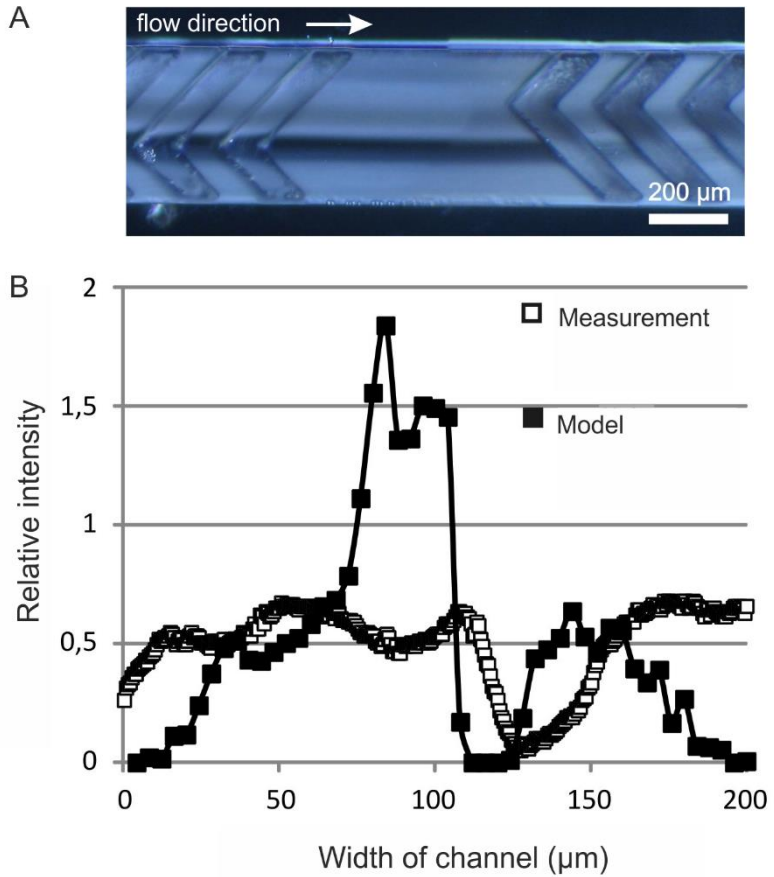 A
flow direction
200 µm
B
2
1,5
1
0,5
0
Relative intensity
Measurement
Model
0 50 100 150 200
Width of channel (µm)